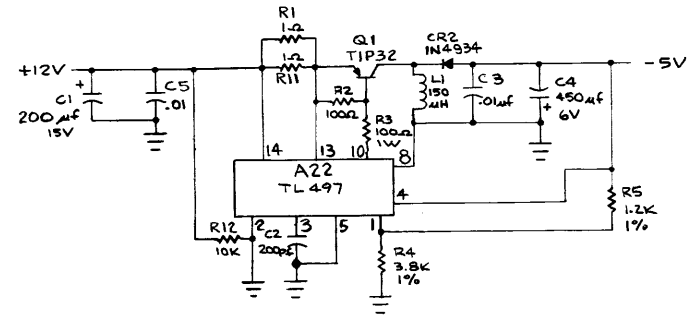 R1
1Ω
Q1
TIP32
CR2
1N4934
+12V
1Ω
R11
-5V
+
C1
200µf
15V
C5
.01
R2
100Ω
L1
150
µH
C3
.01µf
C4
450µf
+
6V
R3
100Ω
1W
14
13
10
8
A22
TL497
4
R5
1.2K
1%
2
3
5
1
R12
10K
C2
200pf
R4
3.8K
1%